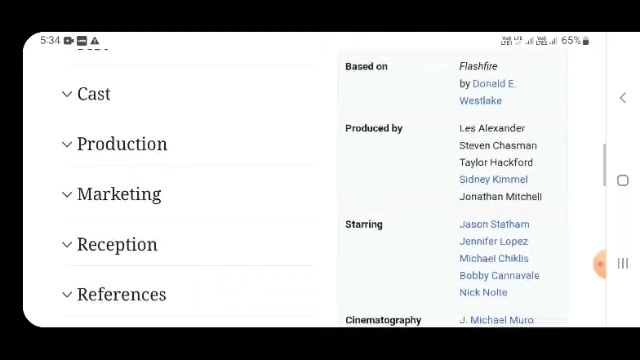 5:34
65%
Cast
Production
Marketing
Reception
References
Based on
Flashfire
by Donald E.
Westlake
Produced by
Les Alexander
Steven Chasman
Taylor Hackford
Sidney Kimmel
Jonathan Mitchell
Starring
Jason Statham
Jennifer Lopez
Michael Chiklis
Bobby Cannavale
Nick Nolte
Cinematography
J. Michael Muro